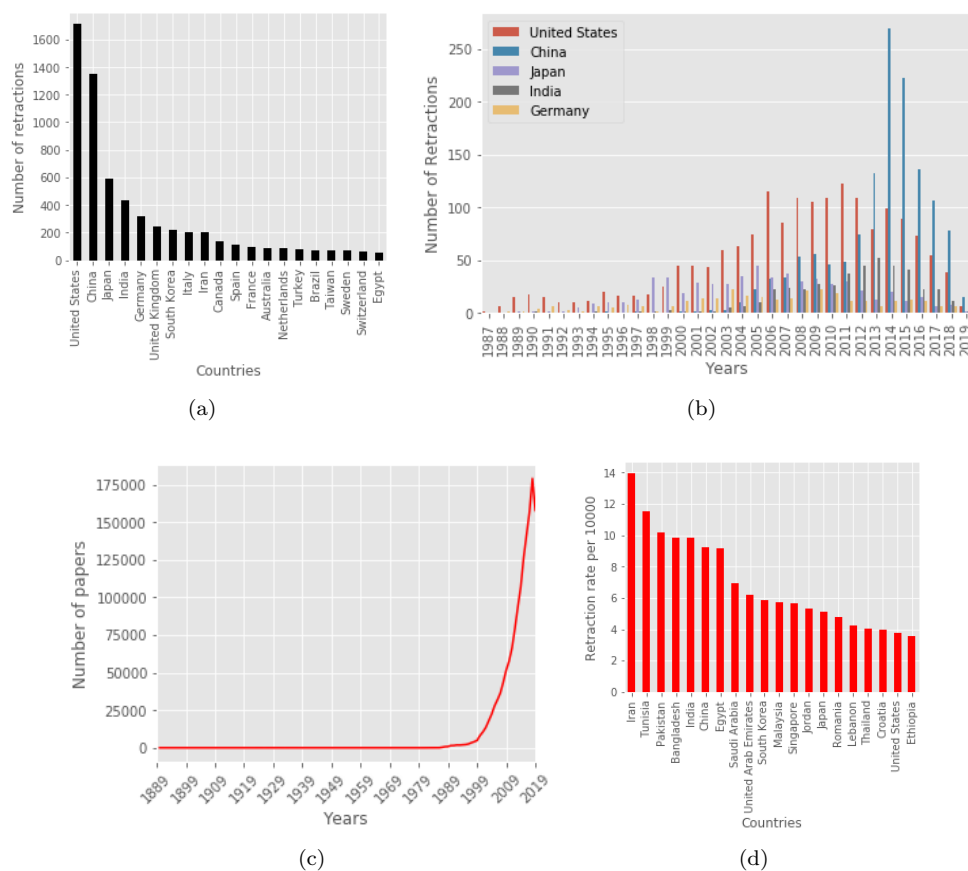 Number of retractions
1600
1400
1200
1000
800
600
400
200
0
United States
China
Japan
India
Germany
United Kingdom
South Korea
Italy
Iran
Canada
Spain
France
Australia
Netherlands
Turkey
Brazil
Taiwan
Sweden
Switzerland
Egypt
Countries
(a)
Number of Retractions
250
200
150
100
50
0
United States
China
Japan
India
Germany
1987
1988
1989
1990
1991
1992
1993
1994
1995
1996
1997
1998
1999
2000
2001
2002
2003
2004
2005
2006
2007
2008
2009
2010
2011
2012
2013
2014
2015
2016
2017
2018
2019
Years
(b)
Number of papers
175000
150000
125000
100000
75000
50000
25000
0
1889
1899
1909
1919
1929
1939
1949
1959
1969
1979
1989
1999
2009
2019
Years
(c)
Retraction rate per 10000
14
12
10
8
6
4
2
0
Iran
Tunisia
Pakistan
Bangladesh
India
China
Egypt
Saudi Arabia
United Arab Emirates
South Korea
Malaysia
Singapore
Jordan
Japan
Romania
Lebanon
Thailand
Croatia
United States
Ethiopia
Countries
(d)